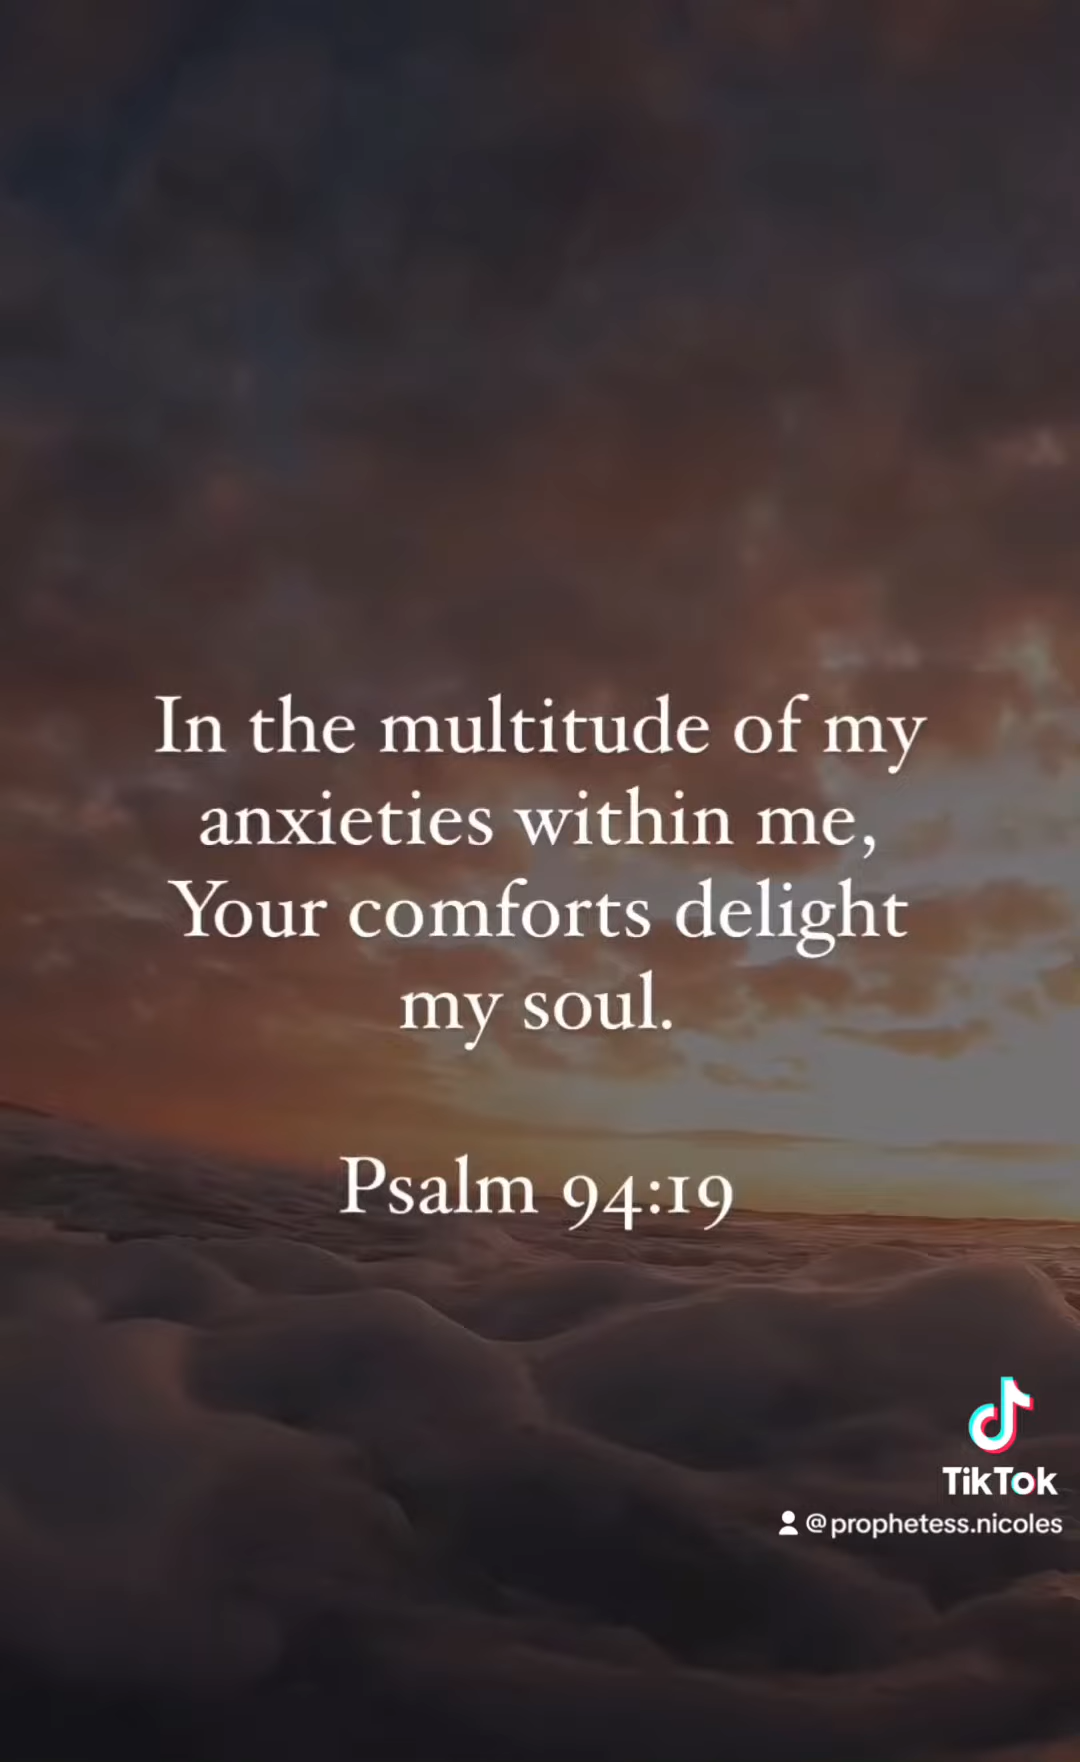 In the multitude of my
anxieties within me,
Your comforts delight
my soul.
Psalm 94:19
TikTok
@prophetess.nicoles